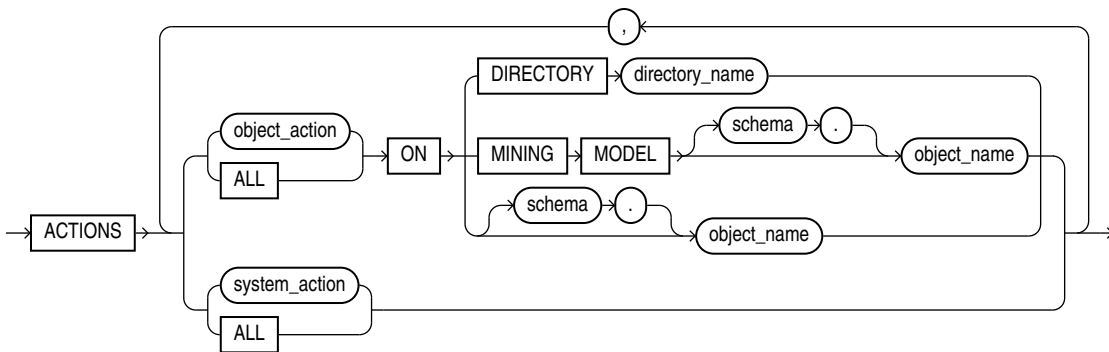 ,
DIRECTORY directory_name
object_action schema .
ON MINING MODEL object_name
ALL
schema .
ACTIONS object_name
system_action
ALL